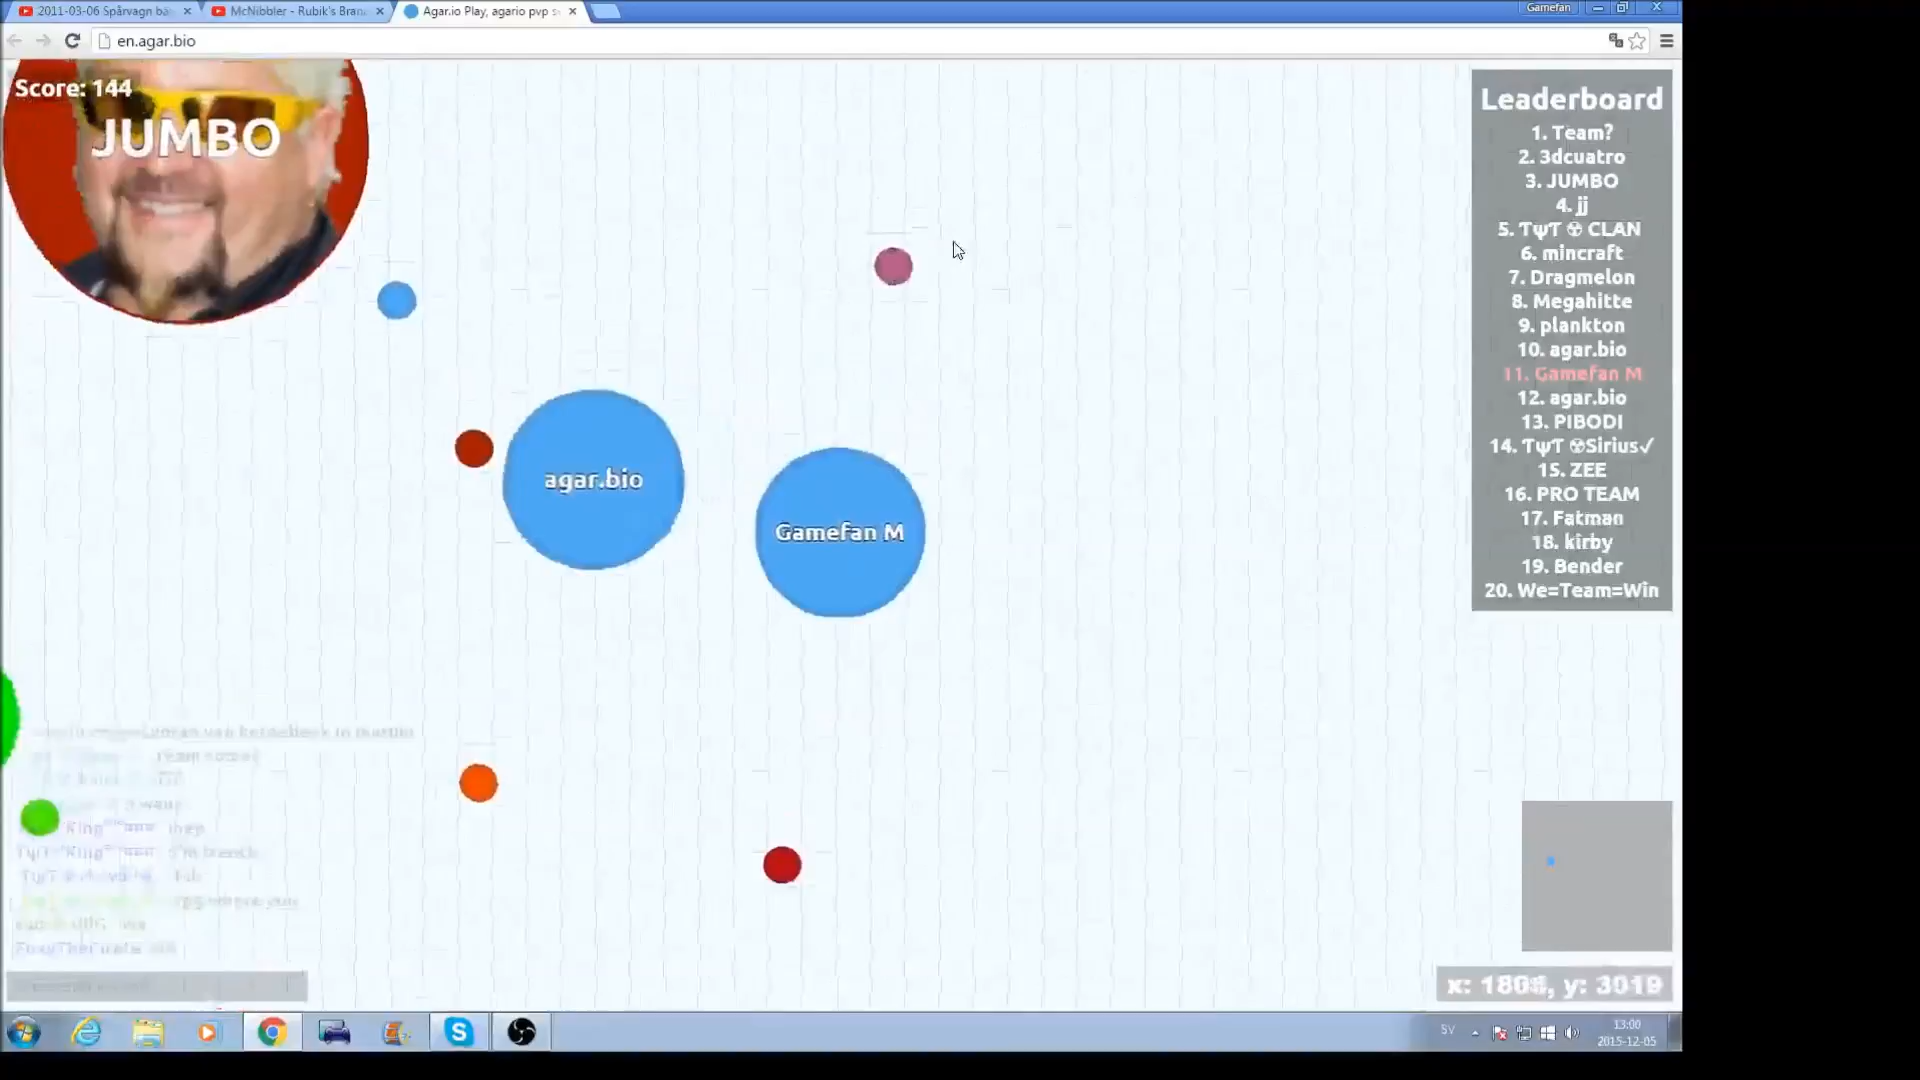 2011-03-06 Spårvagn ba
McNibbler - Rubik's Bran
Agar.io Play, agario pvp s
Gamefan
en.agar.bio
Score: 144
JUMBO
agar.bio
Gamefan M
Leaderboard
1. Team?
2. 3dcuatro
3. JUMBO
4. jj
5. TψT ☢ CLAN
6. mincraft
7. Dragmelon
8. Megahitte
9. plankton
10. agar.bio
11. Gamefan M
12. agar.bio
13. PIBODI
14. TψT ☢Sirius✓
15. ZEE
16. PRO TEAM
17. Fatman
18. kirby
19. Bender
20. We=Team=Win
King
King
x: 180, y: 3019
SV
13:00
2015-12-05